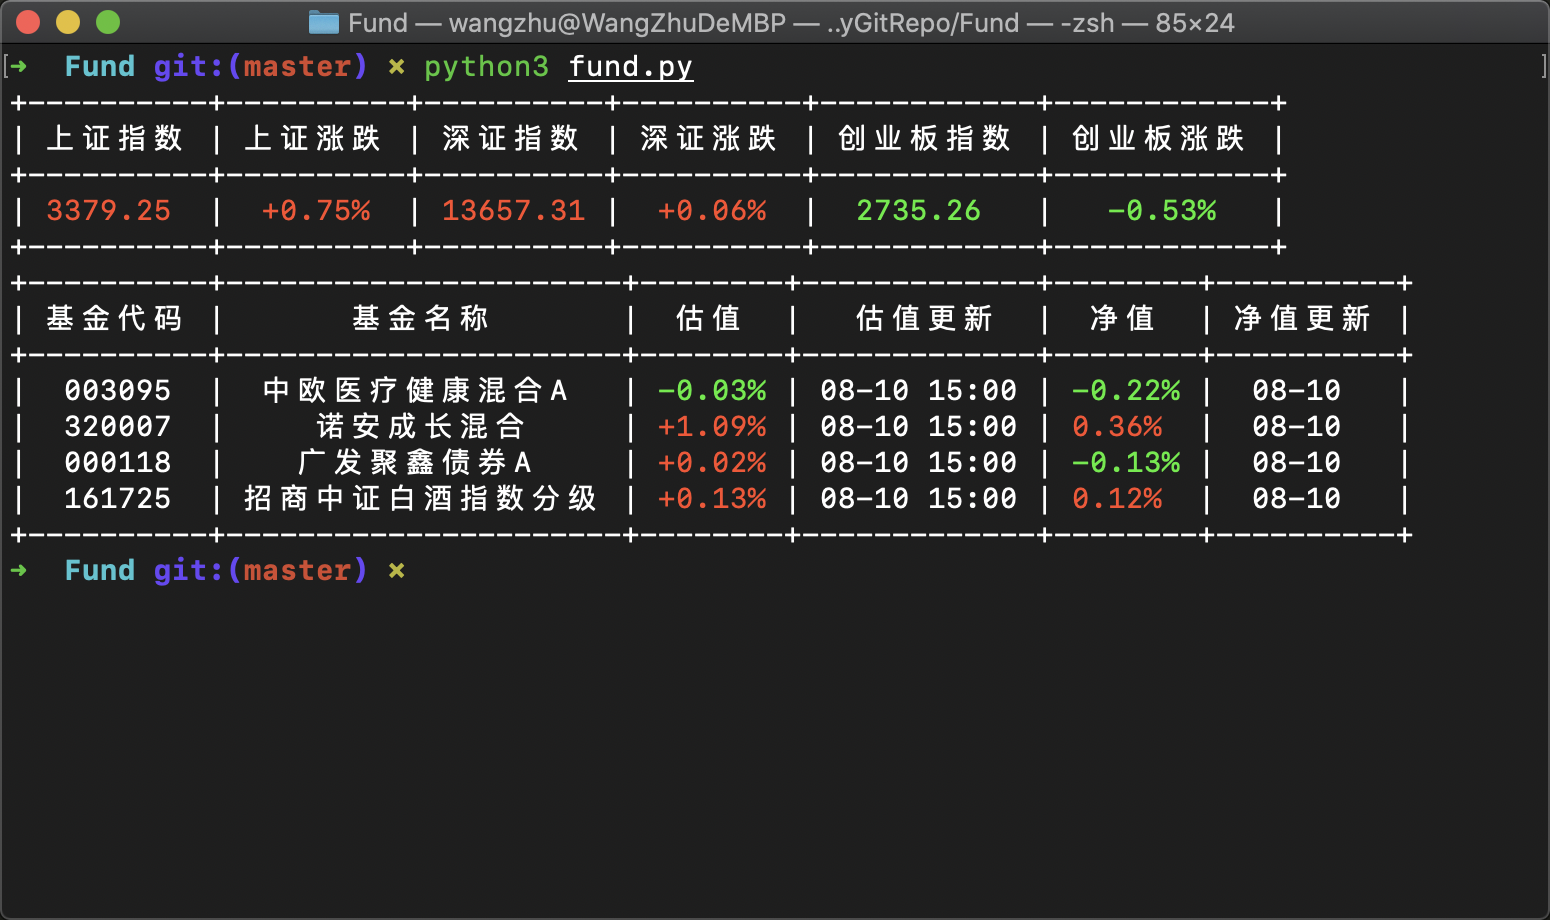 Fund — wangzhu@WangZhuDeMBP — ..yGitRepo/Fund — -zsh — 85×24
[➜  Fund git:(master) ✗ python3 fund.py ]
+----------+----------+----------+----------+------------+------------+
| 上证指数 | 上证涨跌 | 深证指数 | 深证涨跌 | 创业板指数 | 创业板涨跌 |
+----------+----------+----------+----------+------------+------------+
| 3379.25  |  +0.75%  | 13657.31 |  +0.06%  |  2735.26   |   -0.53%   |
+----------+----------+----------+----------+------------+------------+
+----------+----------------------+--------+-------------+--------+----------+
| 基金代码 |       基金名称       |  估值  |   估值更新  |  净值  | 净值更新 |
+----------+----------------------+--------+-------------+--------+----------+
|  003095  |  中欧医疗健康混合A   | -0.03% | 08-10 15:00 | -0.22% |  08-10   |
|  320007  |     诺安成长混合     | +1.09% | 08-10 15:00 | 0.36%  |  08-10   |
|  000118  |    广发聚鑫债券A     | +0.02% | 08-10 15:00 | -0.13% |  08-10   |
|  161725  | 招商中证白酒指数分级 | +0.13% | 08-10 15:00 | 0.12%  |  08-10   |
+----------+----------------------+--------+-------------+--------+----------+
➜  Fund git:(master) ✗